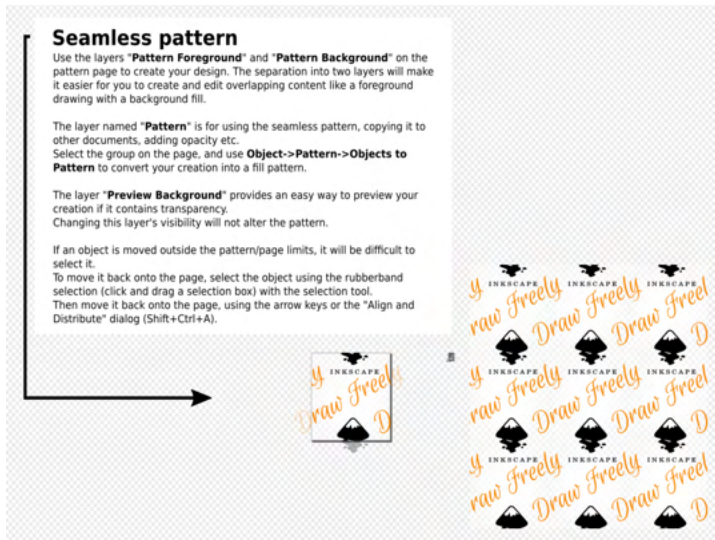 Seamless pattern
Use the layers "Pattern Foreground" and "Pattern Background" on the
pattern page to create your design. The separation into two layers will make
it easier for you to create and edit overlapping content like a foreground
drawing with a background fill.
The layer named "Pattern" is for using the seamless pattern, copying it to
other documents, adding opacity etc.
Select the group on the page, and use Object->Pattern->Objects to
Pattern to convert your creation into a fill pattern.
The layer "Preview Background" provides an easy way to preview your
creation if it contains transparency.
Changing this layer's visibility will not alter the pattern.
If an object is moved outside the pattern/page limits, it will be difficult to
select it.
To move it back onto the page, select the object using the rubberband
selection (click and drag a selection box) with the selection tool.
Then move it back onto the page, using the arrow keys or the "Align and
Distribute" dialog (Shift+Ctrl+A).
INKSCAPE
Draw Freely
D
INKSCAPE INKSCAPE INKSCAPE
y raw Freely Draw Freely Draw Freel
D
INKSCAPE INKSCAPE INKSCAPE
y raw Freely Draw Freely Draw Freel
D
INKSCAPE INKSCAPE INKSCAPE
y raw Freely Draw Freely Draw Freel
D